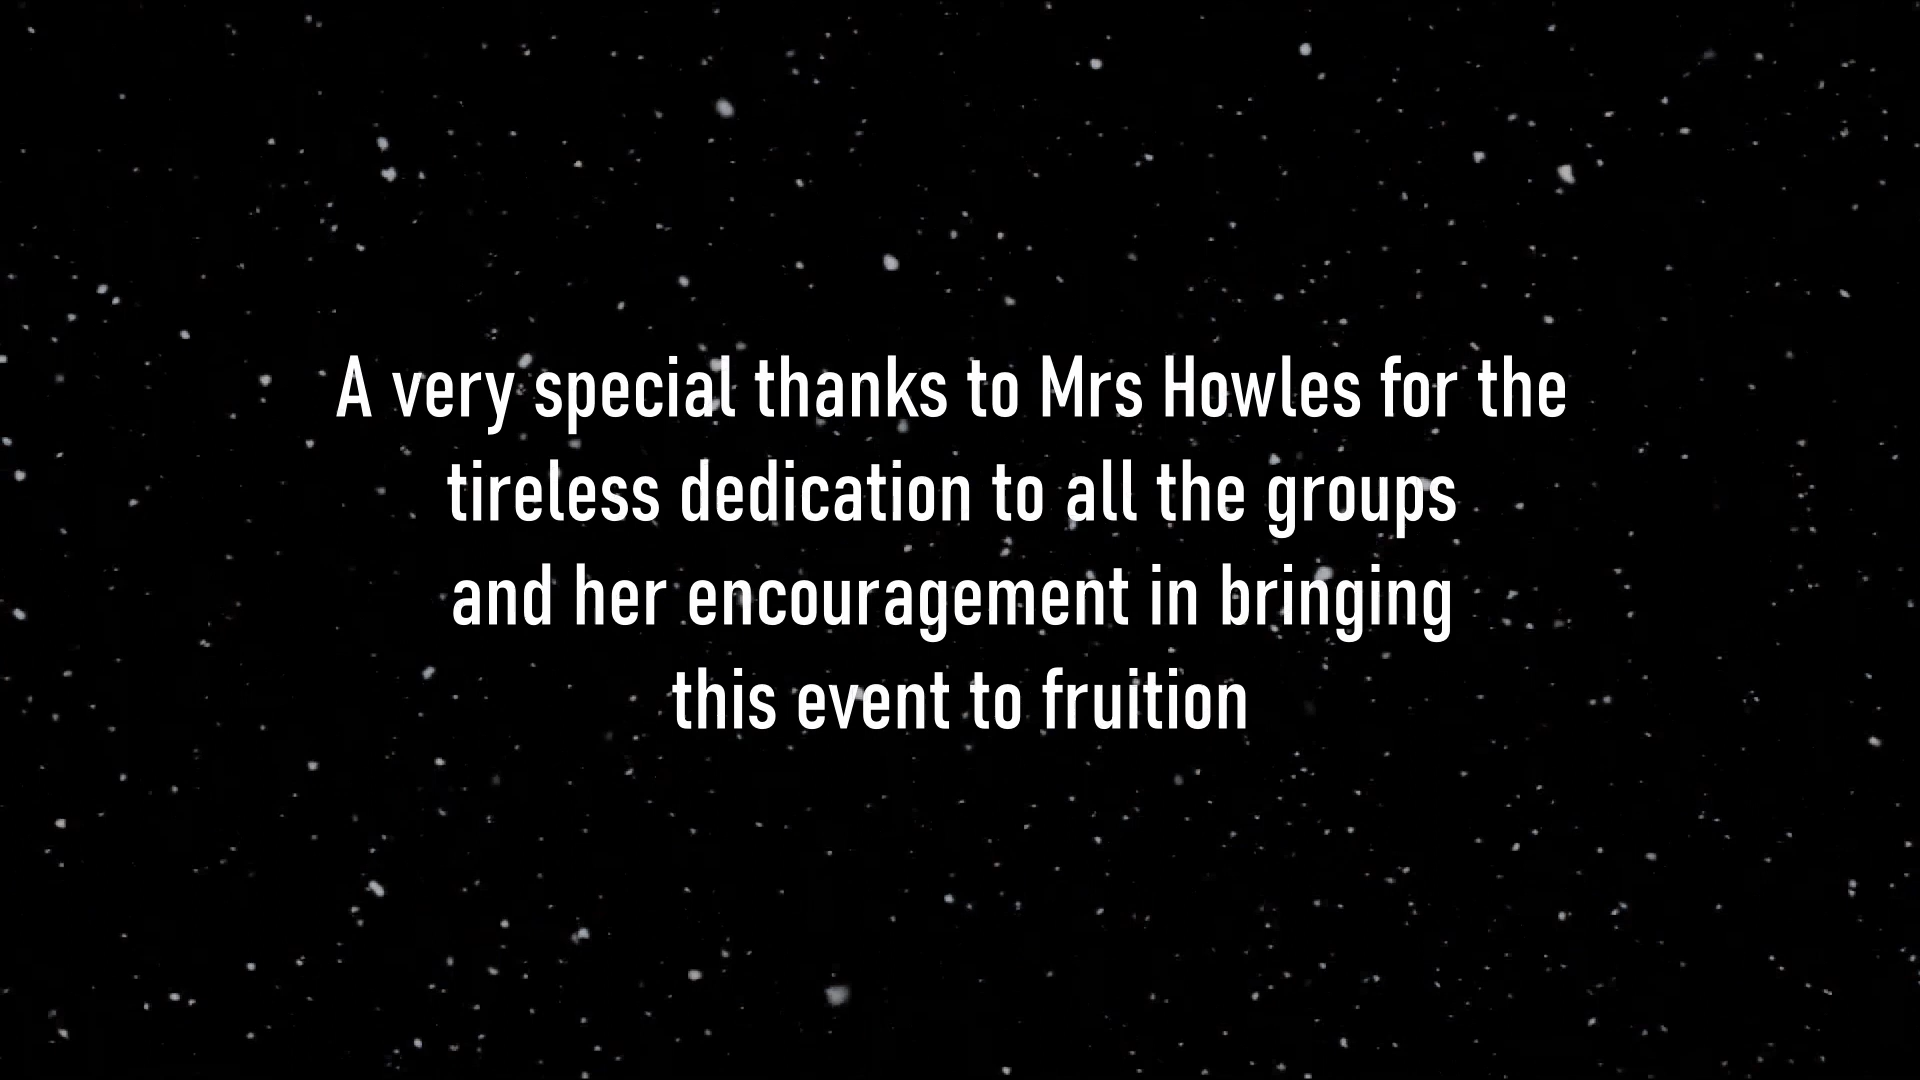 A very special thanks to Mrs Howles for the
tireless dedication to all the groups
and her encouragement in bringing
this event to fruition